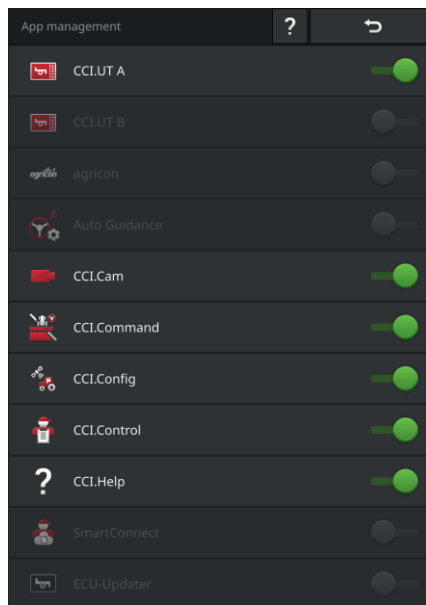 App management ?
CCI.UT A
CCI.UT B
agricon agricon
A
Auto Guidance
CCI.Cam
CCI.Command
CCI.Config
CCI.Control
? CCI.Help
SmartConnect
ECU-Updater